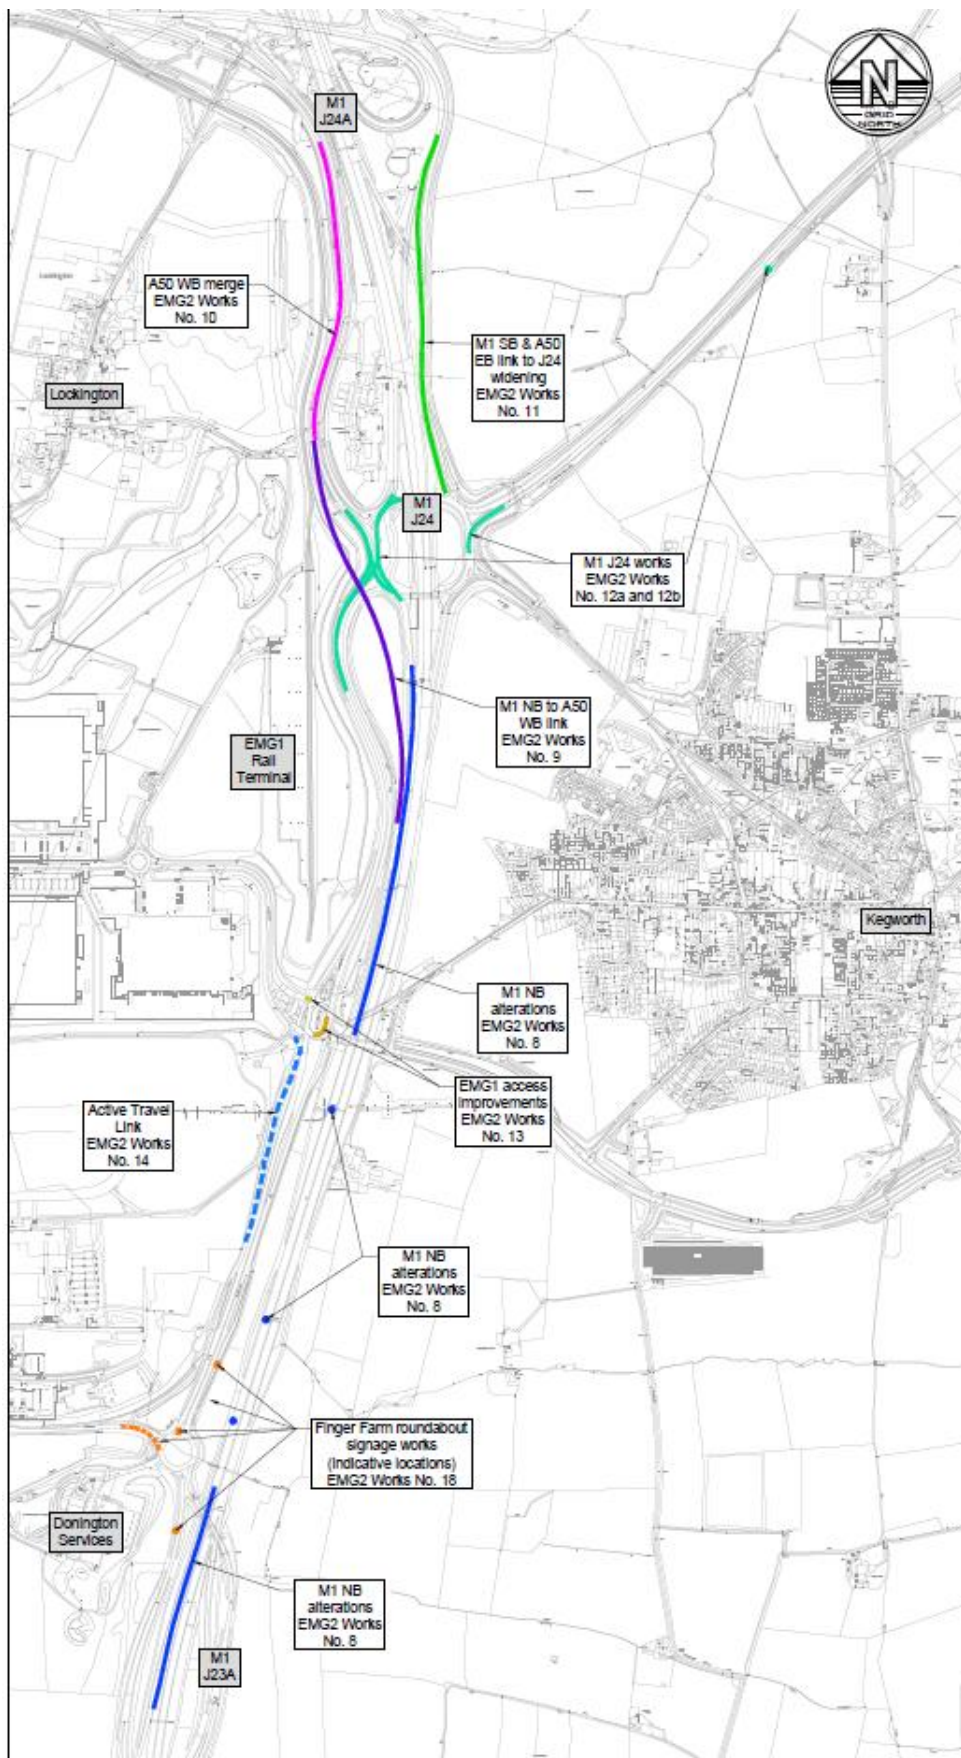 N
GRID
NORTH
M1
J24A
A50 WB merge
EMG2 Works
No. 10
M1 SB & A50
EB link to J24
widening
EMG2 Works
No. 11
Lockington
M1
J24
M1 J24 works
EMG2 Works
No. 12a and 12b
M1 NB to A50
WB link
EMG2 Works
No. 9
EMG1
Rail
Terminal
Kegworth
M1 NB
alterations
EMG2 Works
No. 8
EMG1 access
improvements
EMG2 Works
No. 13
Active Travel
Link
EMG2 Works
No. 14
M1 NB
alterations
EMG2 Works
No. 8
Finger Farm roundabout
signage works
(indicative locations)
EMG2 Works No. 18
Donington
Services
M1 NB
alterations
EMG2 Works
No. 8
M1
J23A